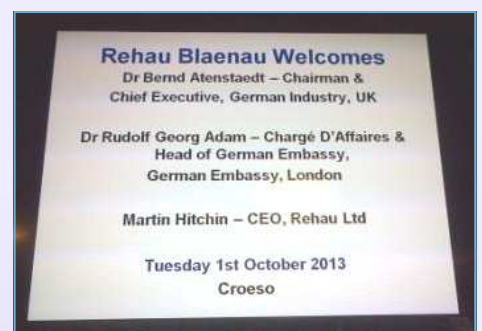 Rehau Blaenau Welcomes
Dr Bernd Atenstaedt – Chairman &
Chief Executive, German Industry, UK
Dr Rudolf Georg Adam – Chargé D'Affaires &
Head of German Embassy,
German Embassy, London
Martin Hitchin – CEO, Rehau Ltd
Tuesday 1st October 2013
Croeso